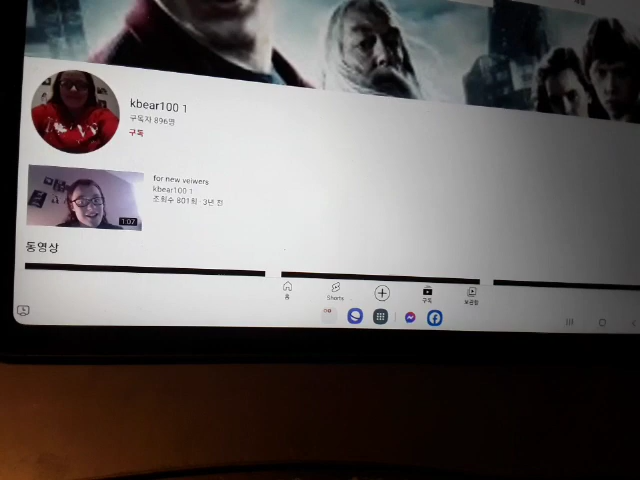 kbear100 1
구독자 896명
구독
for new veiwers
kbear100 1
조회수 801회 · 3년 전
1:07
동영상
홈
Shorts
구독
보관함